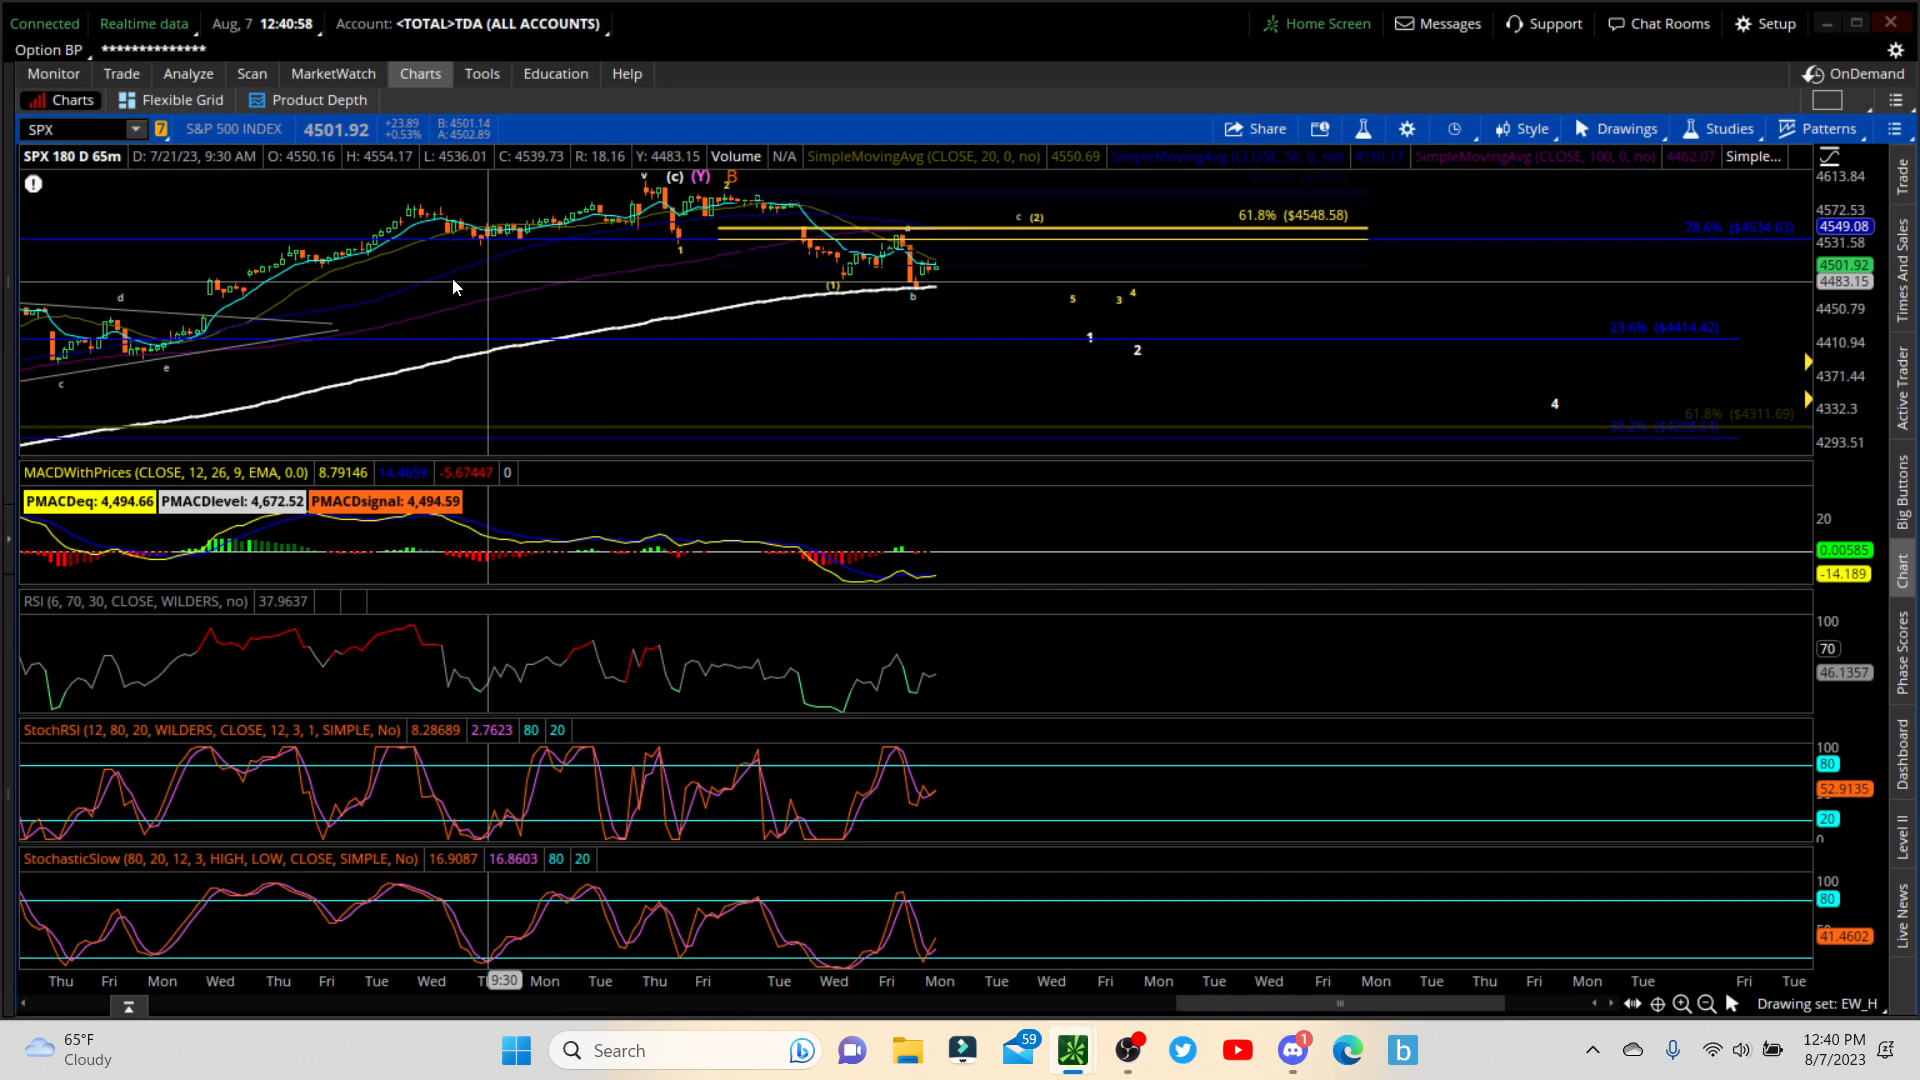 Connected Realtime data Aug, 7 12:40:58 Account: <TOTAL>TDA (ALL ACCOUNTS) Home Screen Messages Support Chat Rooms Setup
Option BP **************
Monitor Trade Analyze Scan MarketWatch Charts Tools Education Help OnDemand
Charts Flexible Grid Product Depth
SPX 7 S&P 500 INDEX 4501.92 +23.89 +0.53% B: 4501.14 A: 4502.89 Share Style Drawings Studies Patterns
SPX 180 D 65m D: 7/21/23, 9:30 AM O: 4550.16 H: 4554.17 L: 4536.01 C: 4539.73 R: 18.16 Y: 4483.15 Volume N/A SimpleMovingAvg (CLOSE, 20, 0, no) 4550.69 SimpleMovingAvg (CLOSE, 50, 0, no) 4510.17 SimpleMovingAvg (CLOSE, 100, 0, no) 4462.07 Simple...
v (c) (Y) B
2
c (2) 61.8% ($4548.58)
78.6% ($4534.63)
a
1
d
(1)
b
5 3 4
1
2
23.6% ($4414.42)
e
c
4
61.8% ($4311.69)
4613.84
4572.53
4549.08
4531.58
4501.92
4483.15
4450.79
4410.94
4371.44
4332.3
4293.51
MACDWithPrices (CLOSE, 12, 26, 9, EMA, 0.0) 8.79146 14.4659 -5.67447 0
PMACDeq: 4,494.66 PMACDlevel: 4,672.52 PMACDsignal: 4,494.59
20
0.00585
-14.189
RSI (6, 70, 30, CLOSE, WILDERS, no) 37.9637
100
70
46.1357
StochRSI (12, 80, 20, WILDERS, CLOSE, 12, 3, 1, SIMPLE, No) 8.28689 2.7623 80 20
100
80
52.9135
20
0
StochasticSlow (80, 20, 12, 3, HIGH, LOW, CLOSE, SIMPLE, No) 16.9087 16.8603 80 20
100
80
41.4602
Thu Fri Mon Wed Thu Fri Tue Wed 9:30 Mon Tue Thu Fri Tue Wed Fri Mon Tue Wed Fri Mon Tue Wed Fri Mon Tue Thu Fri Mon Tue Fri Tue
Drawing set: EW_H
Trade
Times And Sales
Active Trader
Big Buttons
Chart
Phase Scores
Dashboard
Level II
Live News
65°F
Cloudy
Search
59
1
12:40 PM
8/7/2023